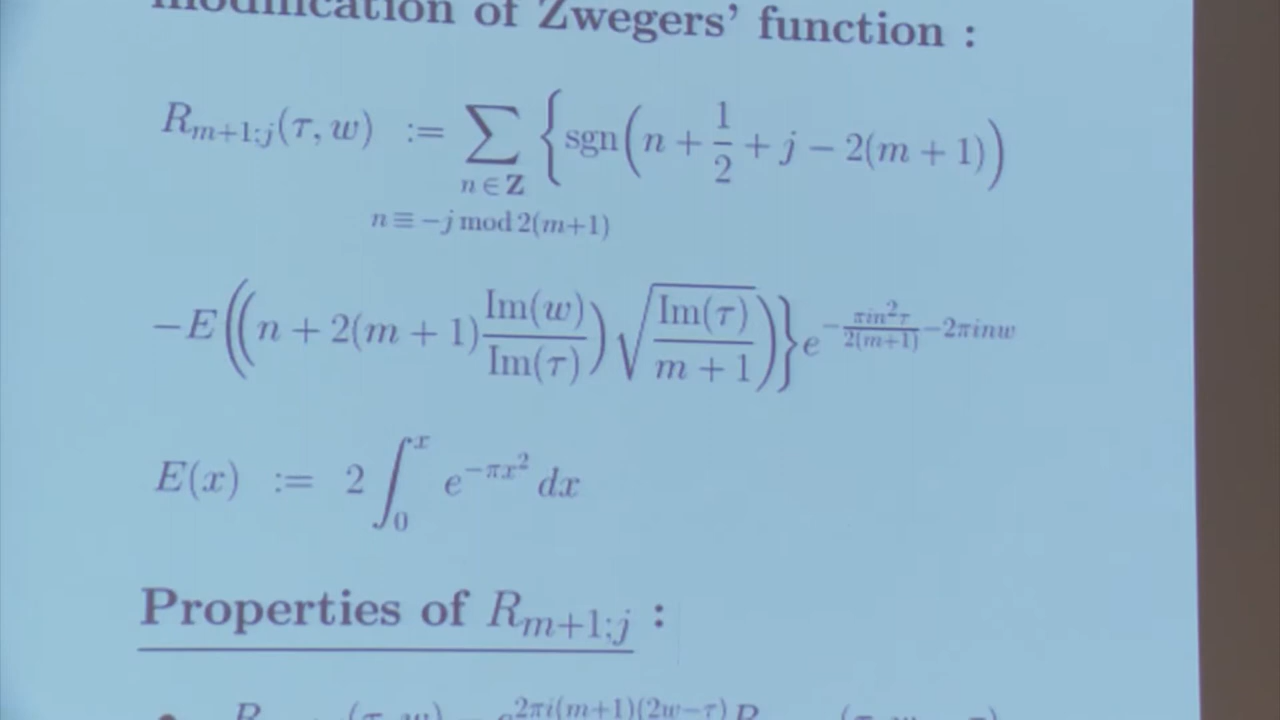 modification of Zwegers' function :
R_{m+1;j}(τ, w) := ∑_{n∈Z, n≡−j mod 2(m+1)} { sgn( n + 1/2 + j − 2(m + 1) )
−E( ( n + 2(m + 1) Im(w)/Im(τ) ) √( Im(τ)/(m + 1) ) ) } e^{−πin²τ/(2(m+1)) − 2πinw}
E(x) := 2 ∫_0^x e^{−πx²} dx
Properties of R_{m+1;j} :